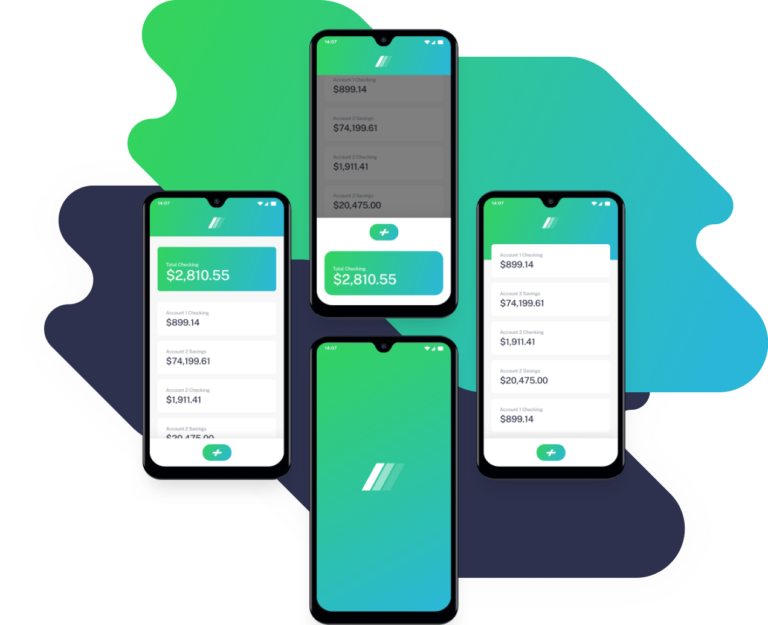 14:07
Account 1 Checking
$899.14
Account 2 Savings
$74,199.61
Account 2 Checking
$1,911.41
Account 2 Savings
$20,475.00
Total Checking
$2,810.55
14:07
Total Checking
$2,810.55
Account 1 Checking
$899.14
Account 2 Savings
$74,199.61
Account 2 Checking
$1,911.41
Account 2 Savings
$20,475.00
14:07
Account 1 Checking
$899.14
Account 2 Savings
$74,199.61
Account 2 Checking
$1,911.41
Account 2 Savings
$20,475.00
Account 1 Checking
$899.14
14:07